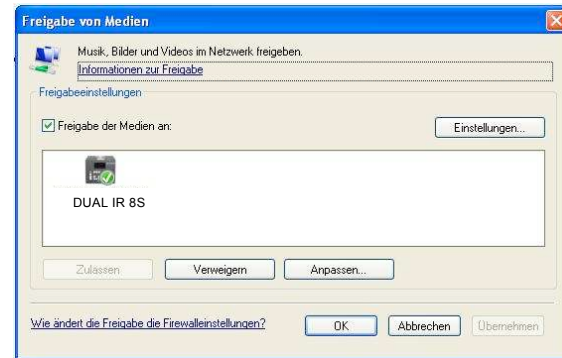 Freigabe von Medien
Musik, Bilder und Videos im Netzwerk freigeben.
Informationen zur Freigabe
Freigabeeinstellungen
Freigabe der Medien an:
Einstellungen...
DUAL IR 8S
Zulassen
Verweigern
Anpassen...
Wie ändert die Freigabe die Firewalleinstellungen?
OK
Abbrechen
Übernehmen